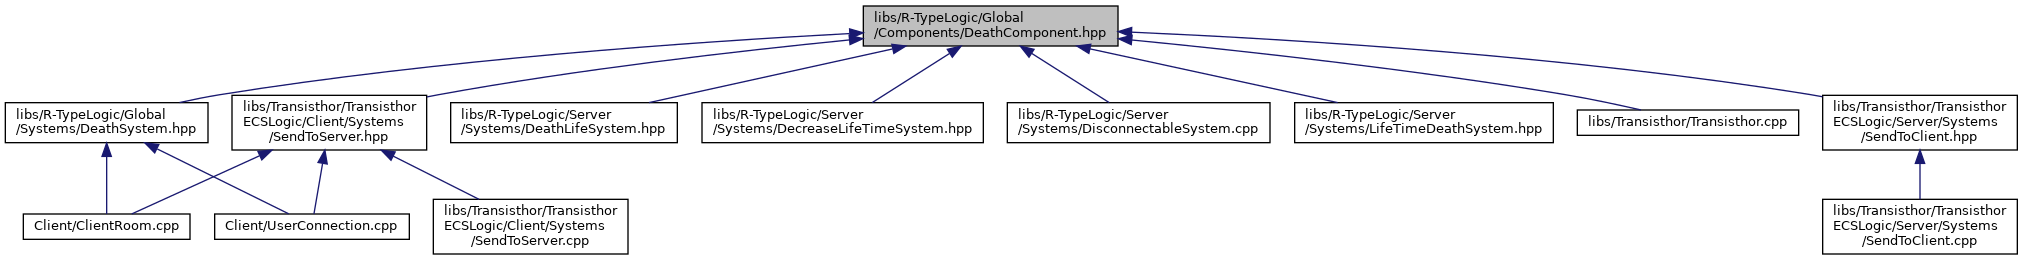 libs/R-TypeLogic/Global
/Components/DeathComponent.hpp
libs/R-TypeLogic/Global
/Systems/DeathSystem.hpp
libs/Transisthor/Transisthor
ECSLogic/Client/Systems
/SendToServer.hpp
libs/R-TypeLogic/Server
/Systems/DeathLifeSystem.hpp
libs/R-TypeLogic/Server
/Systems/DecreaseLifeTimeSystem.hpp
libs/R-TypeLogic/Server
/Systems/DisconnectableSystem.cpp
libs/R-TypeLogic/Server
/Systems/LifeTimeDeathSystem.hpp
libs/Transisthor/Transisthor.cpp
libs/Transisthor/Transisthor
ECSLogic/Server/Systems
/SendToClient.hpp
Client/ClientRoom.cpp
Client/UserConnection.cpp
libs/Transisthor/Transisthor
ECSLogic/Client/Systems
/SendToServer.cpp
libs/Transisthor/Transisthor
ECSLogic/Server/Systems
/SendToClient.cpp